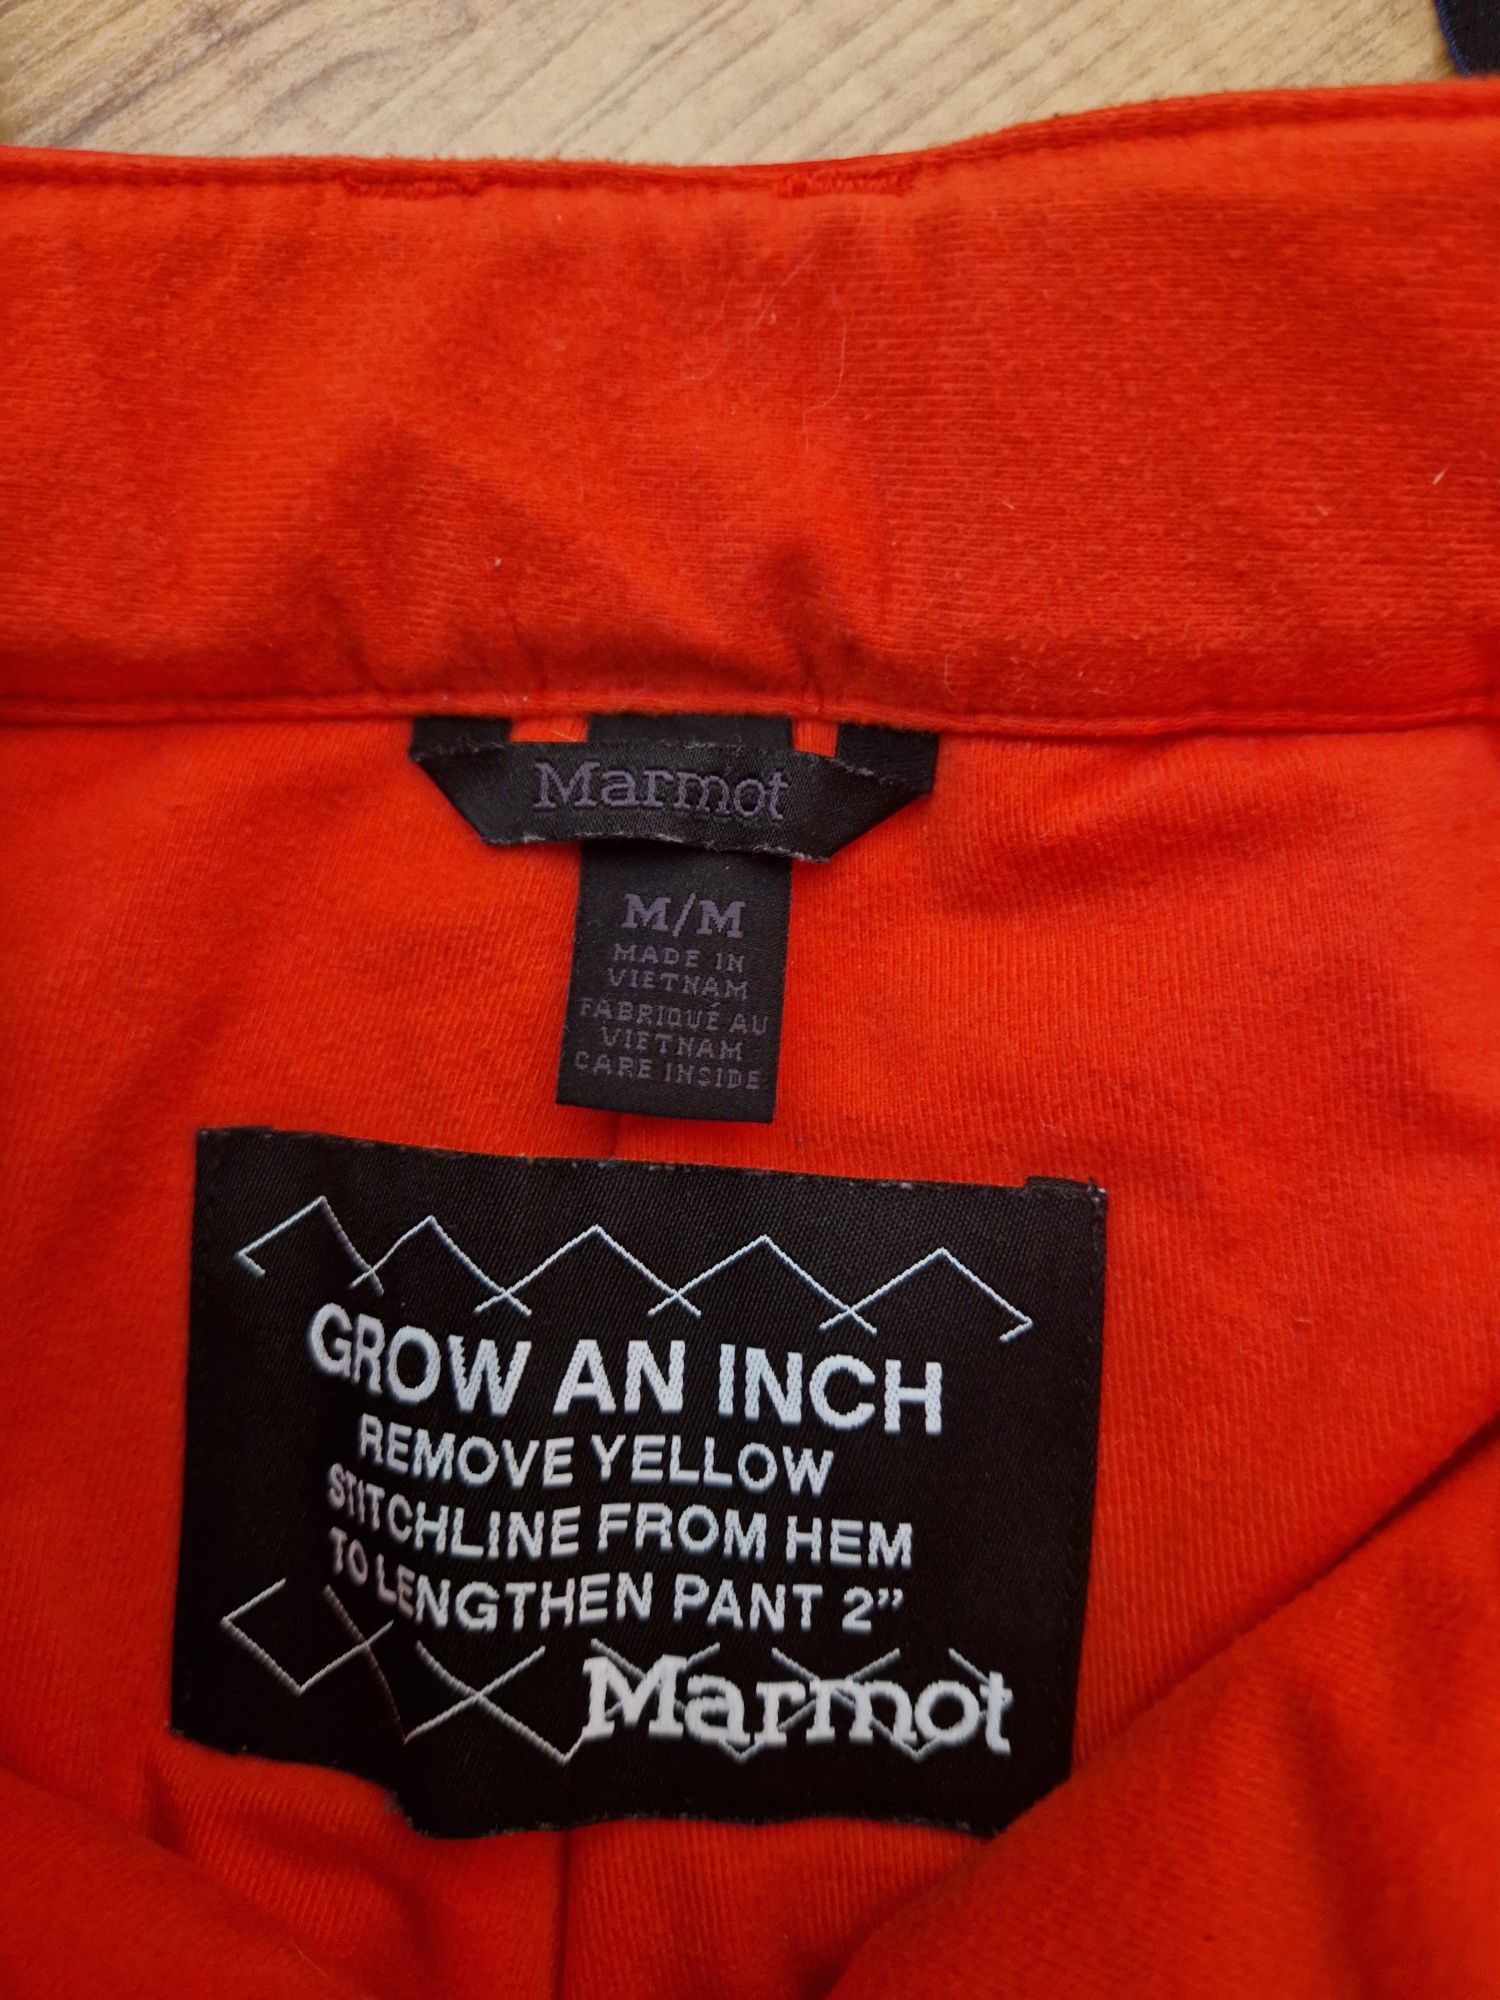 Marmot
M/M
MADE IN
VIETNAM
FABRIQUÉ AU
VIETNAM
CARE INSIDE
GROW AN INCH
REMOVE YELLOW
STITCHLINE FROM HEM
TO LENGTHEN PANT 2”
Marmot